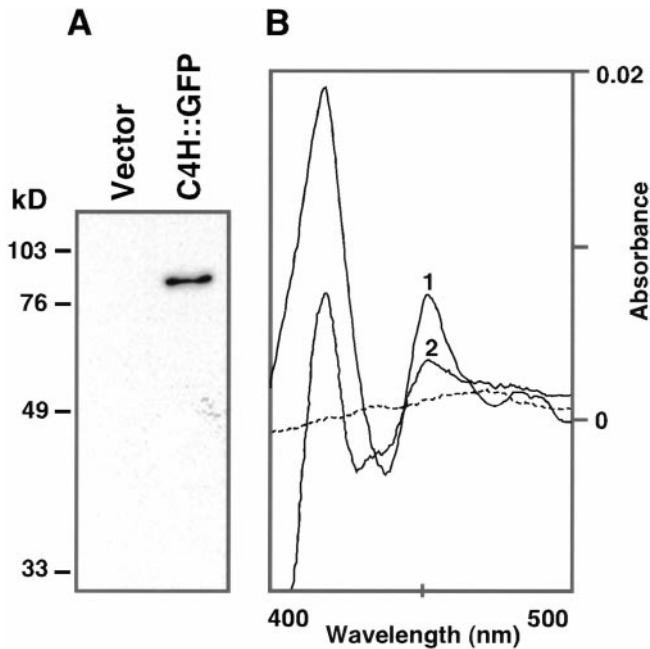 A
B
Vector
C4H::GFP
kD
103
76
49
33
1
2
0.02
0
Absorbance
400
500
Wavelength (nm)